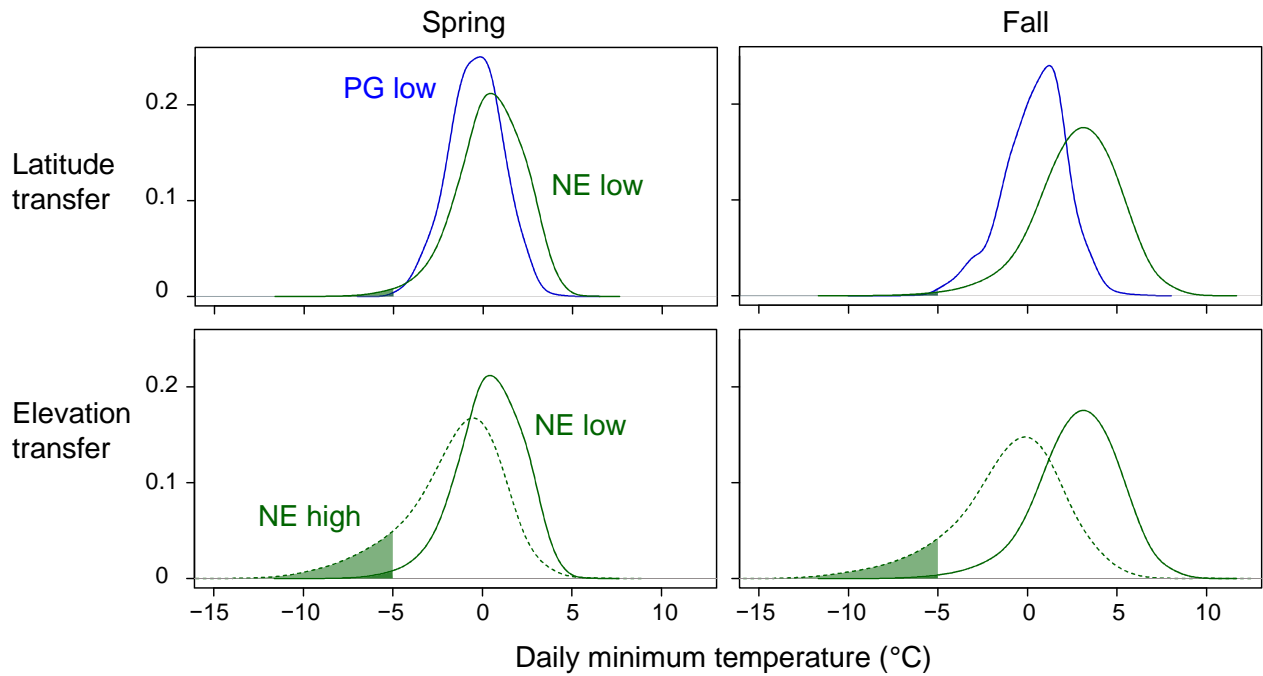 Spring
Fall
PG low
NE low
Latitude
transfer
0.2
0.1
0
NE low
NE high
Elevation
transfer
0.2
0.1
0
−15 −10 −5 0 5 10
−15 −10 −5 0 5 10
Daily minimum temperature (°C)